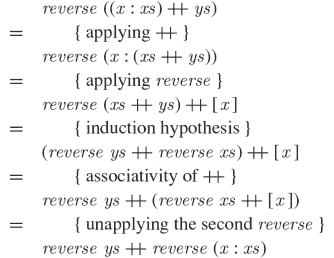 reverse ((x : xs) ++ ys)
= { applying ++ }
reverse (x : (xs ++ ys))
= { applying reverse }
reverse (xs ++ ys) ++ [x]
= { induction hypothesis }
(reverse ys ++ reverse xs) ++ [x]
= { associativity of ++ }
reverse ys ++ (reverse xs ++ [x])
= { unapplying the second reverse }
reverse ys ++ reverse (x : xs)